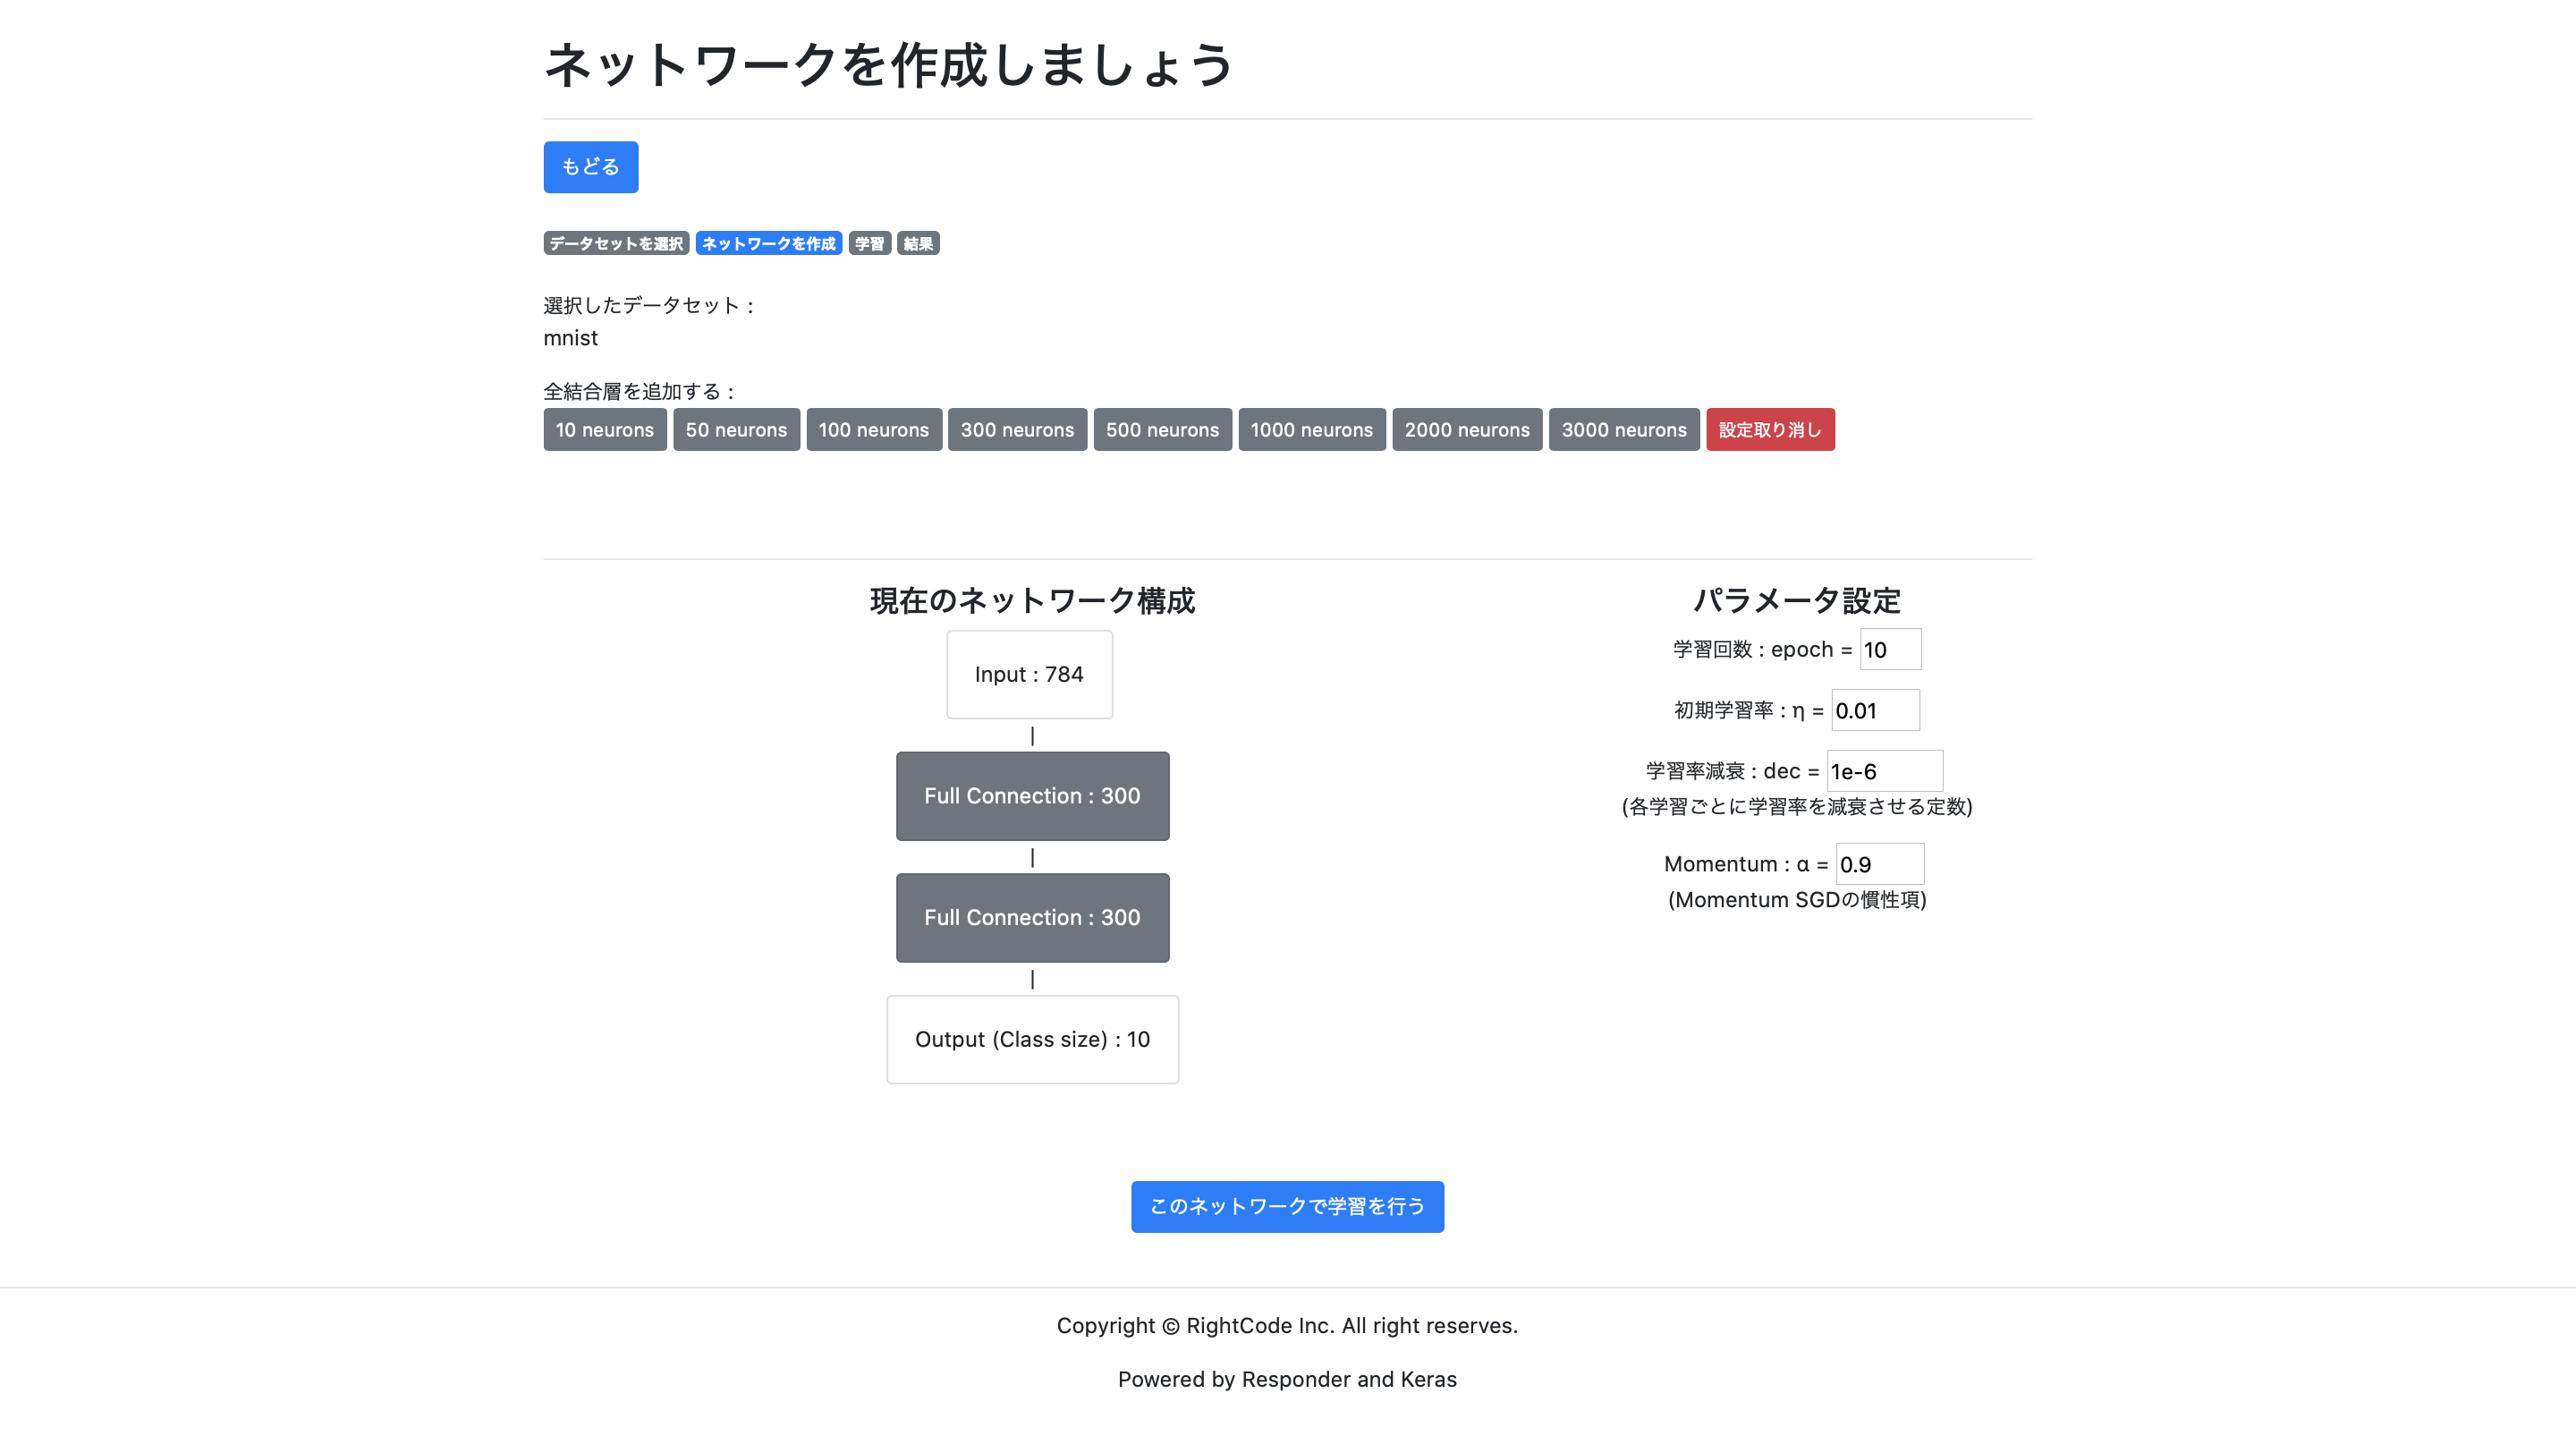 ネットワークを作成しましょう
もどる
データセットを選択 ネットワークを作成 学習 結果
選択したデータセット :
mnist
全結合層を追加する :
10 neurons 50 neurons 100 neurons 300 neurons 500 neurons 1000 neurons 2000 neurons 3000 neurons 設定取り消し
現在のネットワーク構成
Input : 784
|
Full Connection : 300
|
Full Connection : 300
|
Output (Class size) : 10
パラメータ設定
学習回数 : epoch = 10
初期学習率 : η = 0.01
学習率減衰 : dec = 1e-6
(各学習ごとに学習率を減衰させる定数)
Momentum : α = 0.9
(Momentum SGDの慣性項)
このネットワークで学習を行う
Copyright © RightCode Inc. All right reserves.
Powered by Responder and Keras